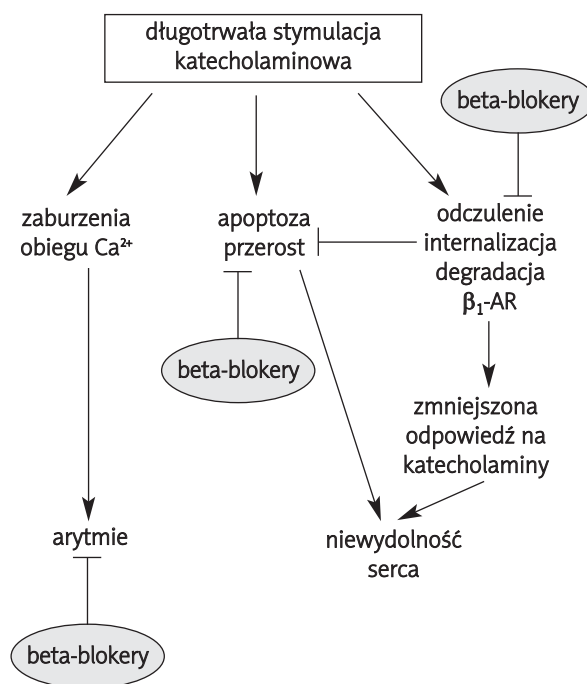 długotrwała stymulacja
katecholaminowa
beta-blokery
zaburzenia
obiegu Ca²⁺
apoptoza
przerost
odczulenie
internalizacja
degradacja
β₁-AR
beta-blokery
zmniejszona
odpowiedź na
katecholaminy
arytmie
niewydolność
serca
beta-blokery